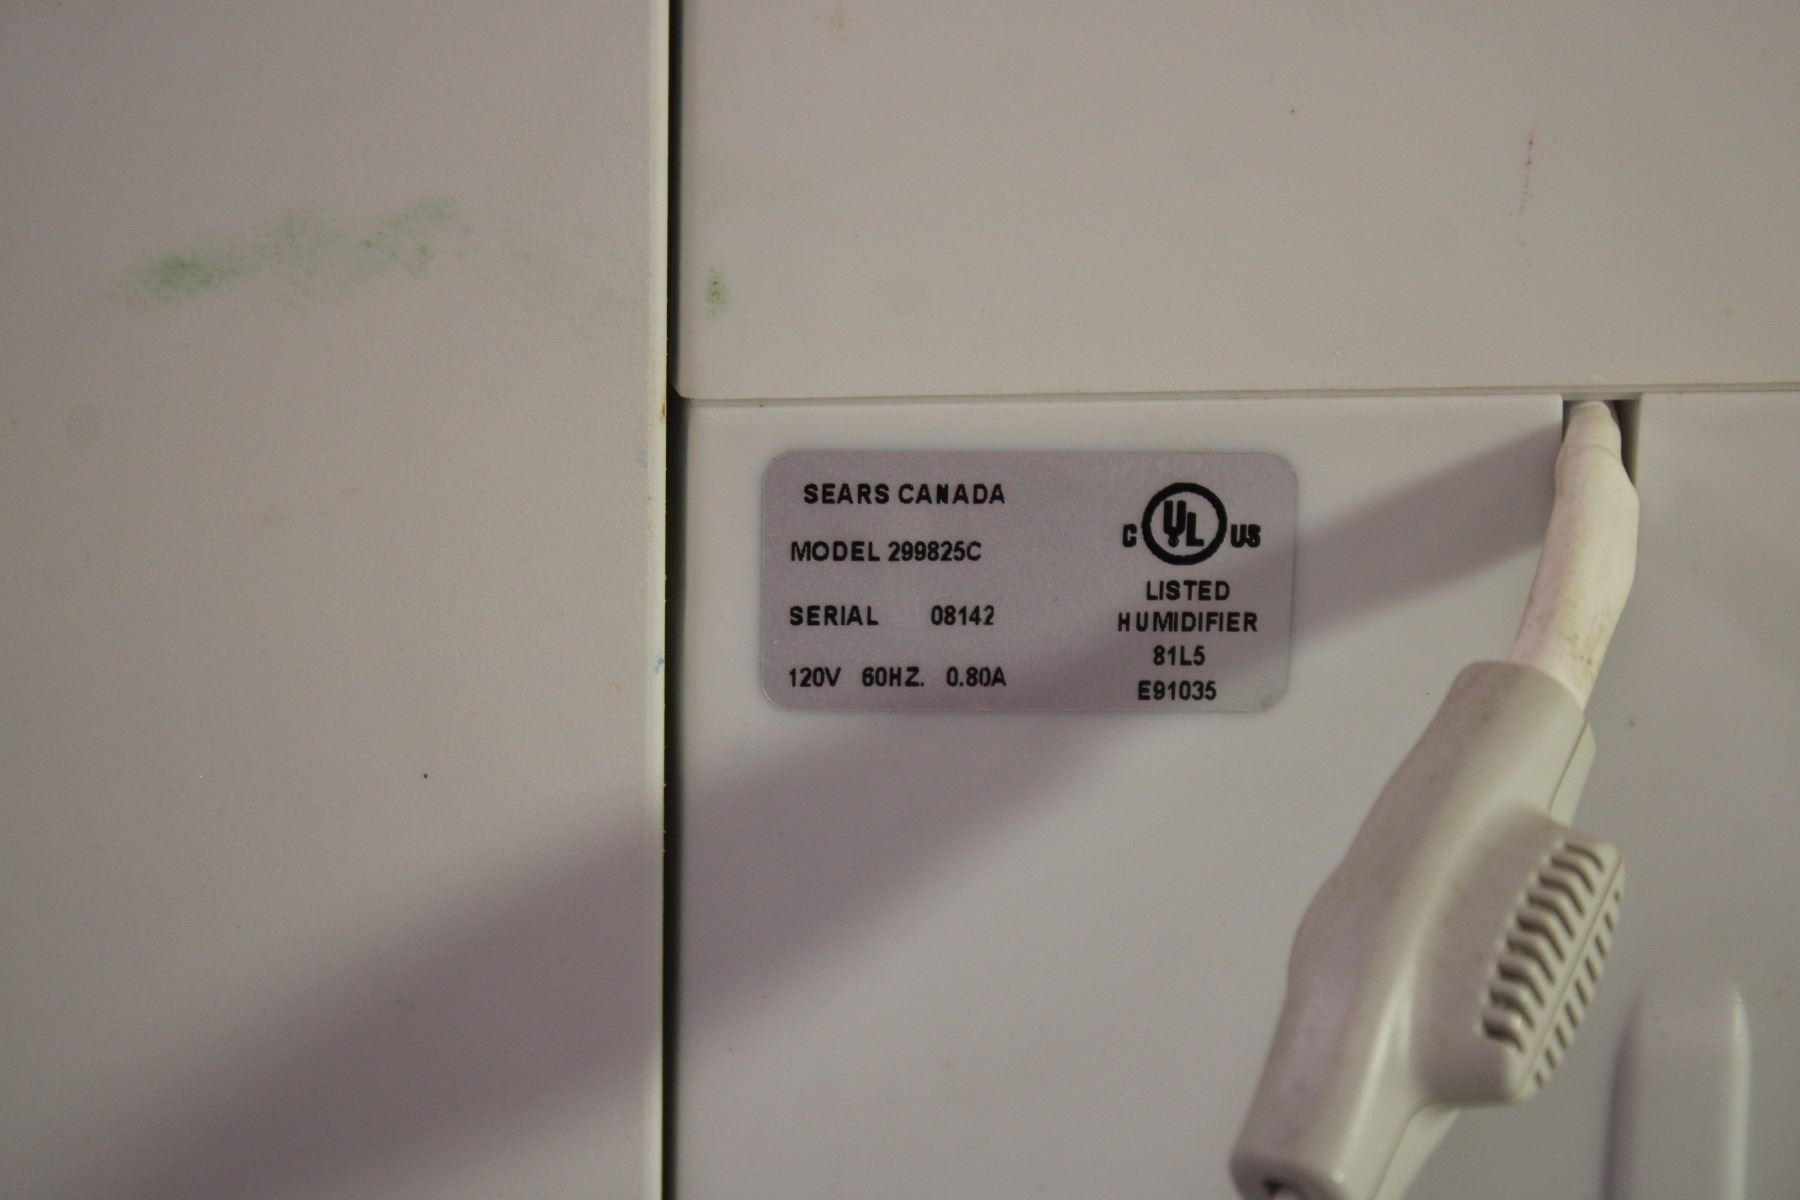 SEARS CANADA
MODEL 299825C
SERIAL 08142
120V 60HZ. 0.80A
C UL US
LISTED
HUMIDIFIER
81L5
E91035